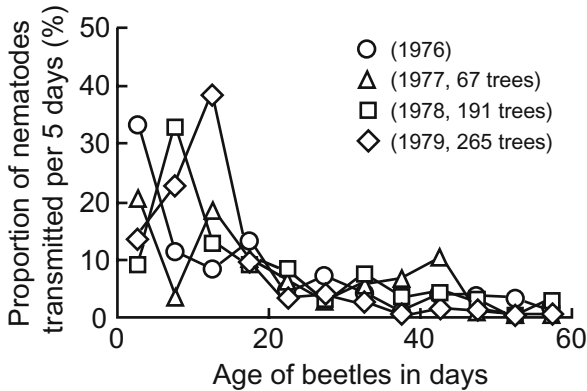 Proportion of nematodes
transmitted per 5 days (%)
50
40
30
20
10
0
(1976)
(1977, 67 trees)
(1978, 191 trees)
(1979, 265 trees)
0
20
40
60
Age of beetles in days